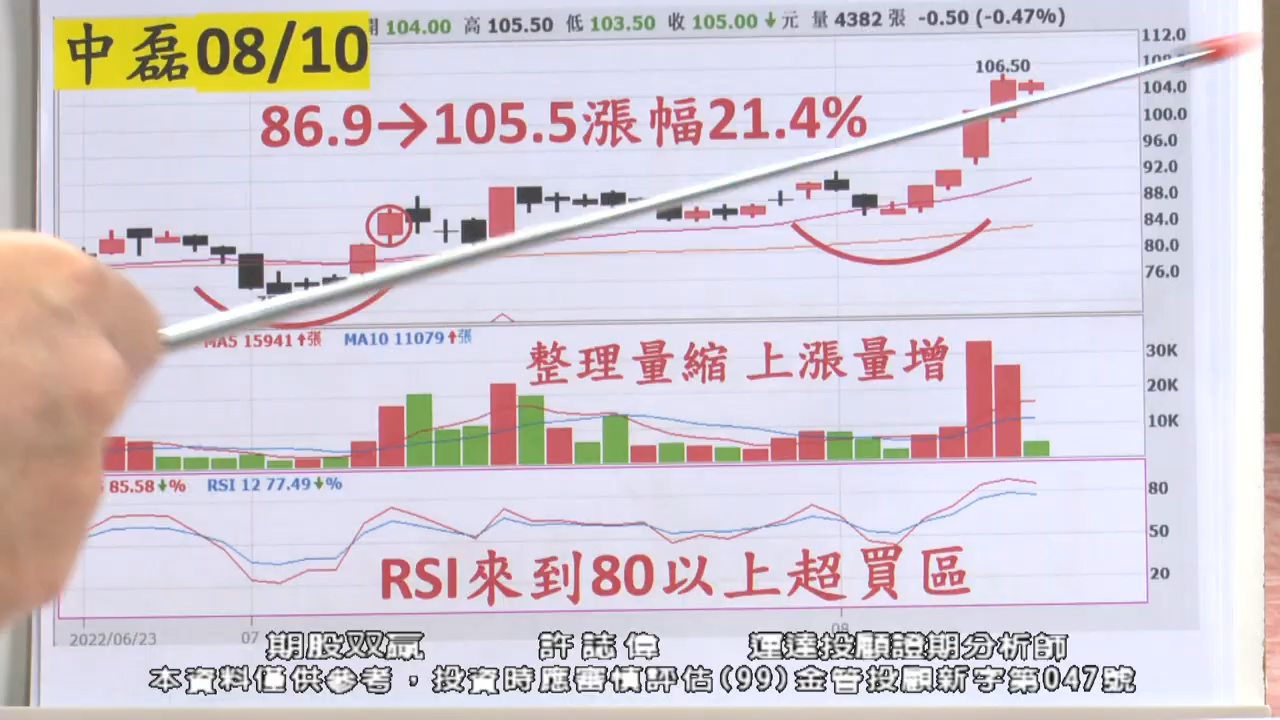 中磊08/10
104.00 高 105.50 低 103.50 收 105.00↓元 量 4382 張 -0.50 (-0.47%)
112.0
106.50
104.0
86.9→105.5漲幅21.4%
100.0
96.0
92.0
88.0
84.0
80.0
76.0
MA5 15941↑張 MA10 11079↑張
整理量縮 上漲量增
30K
20K
10K
85.58↓% RSI 12 77.49↓%
80
50
20
RSI來到80以上超買區
2022/06/23 07 08
期股双贏 許誌偉 運達投顧證期分析師
本資料僅供參考，投資時應審慎評估(99)金管投顧新字第047號